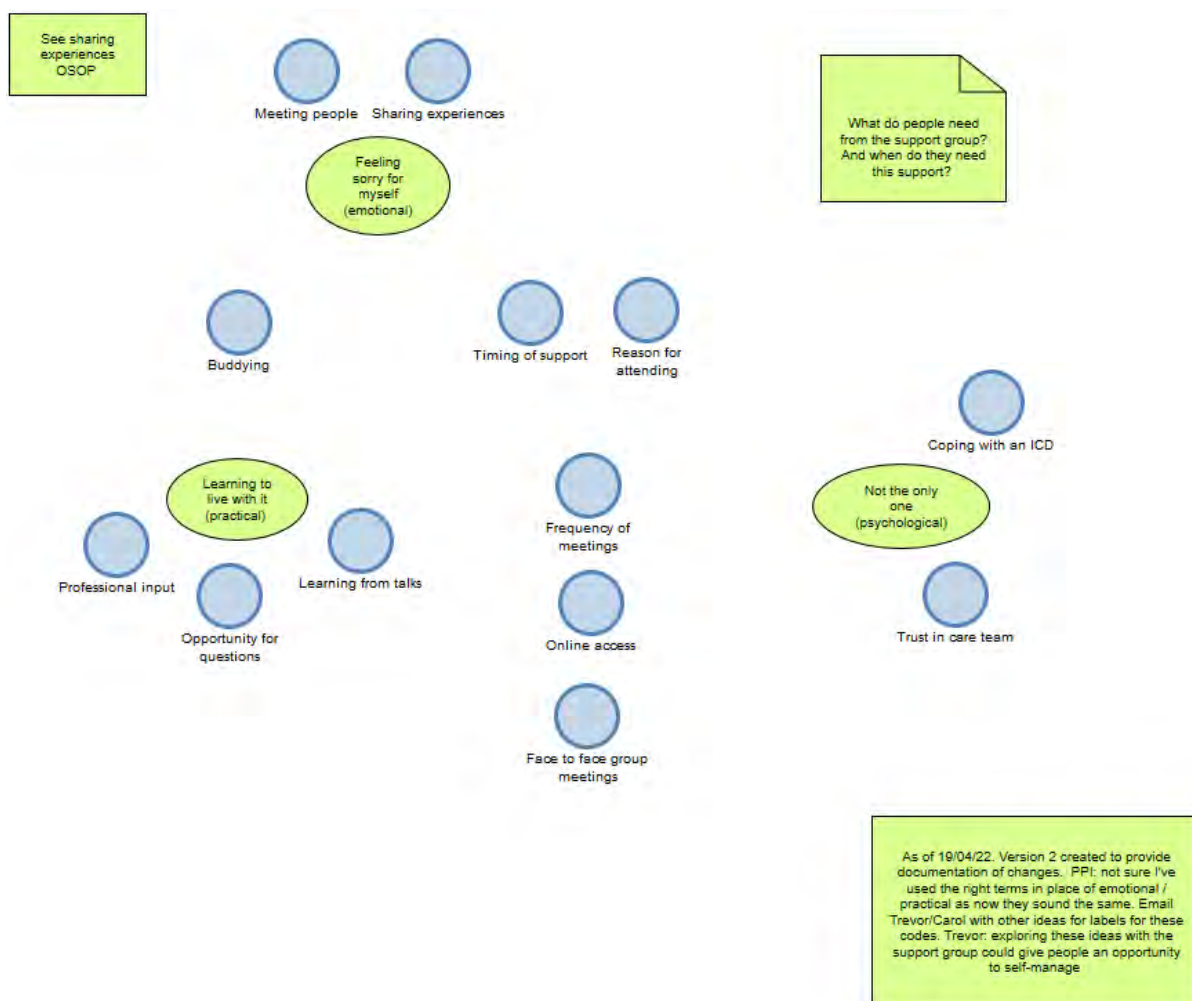 See sharing
experiences
OSOP
Meeting people
Sharing experiences
What do people need
from the support group?
And when do they need
this support?
Feeling
sorry for
myself
(emotional)
Buddying
Timing of support
Reason for
attending
Coping with an ICD
Learning to
live with it
(practical)
Not the only
one
(psychological)
Frequency of
meetings
Professional input
Learning from talks
Opportunity for
questions
Online access
Trust in care team
Face to face group
meetings
As of 19/04/22. Version 2 created to provide
documentation of changes.  PPI: not sure I've
used the right terms in place of emotional /
practical as now they sound the same. Email
Trevor/Carol with other ideas for labels for these
codes. Trevor: exploring these ideas with the
support group could give people an opportunity
to self-manage